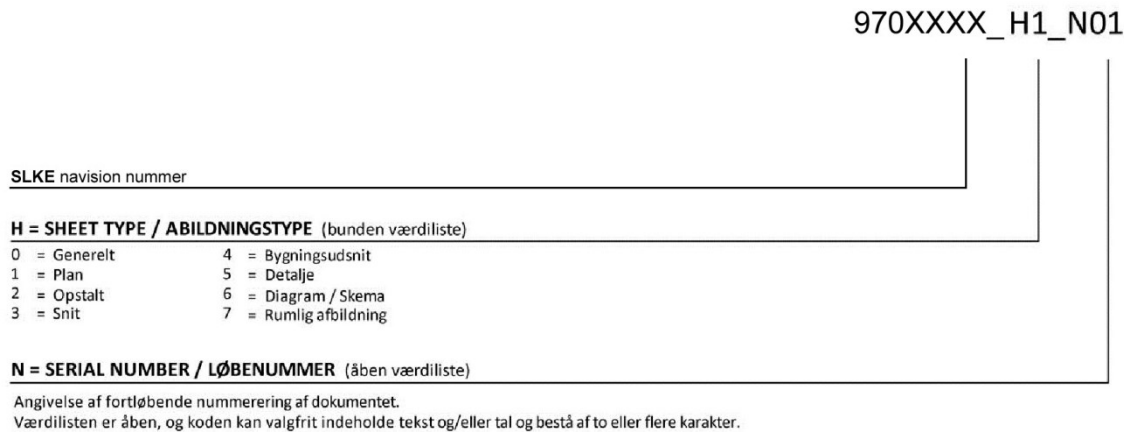 970XXXX_H1_N01
SLKE navision nummer
H = SHEET TYPE / ABILDNINGSTYPE (bunden værdiliste)
0 = Generelt 4 = Bygningsudsnit
1 = Plan 5 = Detalje
2 = Opstalt 6 = Diagram / Skema
3 = Snit 7 = Rumlig afbildning
N = SERIAL NUMBER / LØBENUMMER (åben værdiliste)
Angivelse af fortløbende nummerering af dokumentet.
Værdilisten er åben, og koden kan valgfrit indeholde tekst og/eller tal og bestå af to eller flere karakter.